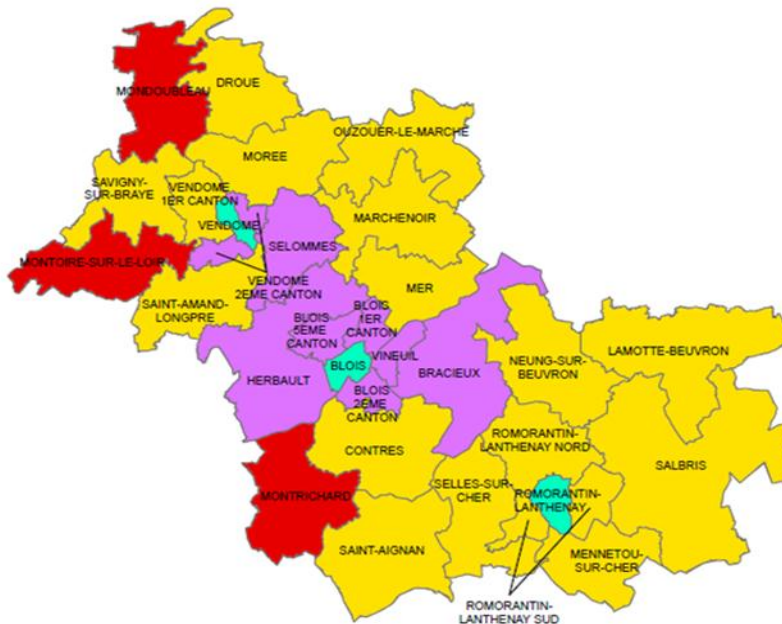 DROUE
MONDOUBLEAU
OUZOUER-LE-MARCHE
MOREE
SAVIGNY-
SUR-BRAYE
VENDOME
1ER CANTON
MARCHENOIR
VENDOME
SELOMMES
MONTOIRE-SUR-LE-LOIR
VENDOME
2EME CANTON
MER
SAINT-AMAND-
LONGPRE
BLOIS
1ER
CANTON
BLOIS
5EME
CANTON
LAMOTTE-BEUVRON
VINEUIL
BLOIS
NEUNG-SUR-
BEUVRON
BRACIEUX
HERBAULT
BLOIS
2EME
CANTON
ROMORANTIN-
LANTHENAY NORD
CONTRES
SALBRIS
SELLES-SUR-
CHER
MONTRICHARD
ROMORANTIN-
LANTHENAY
SAINT-AIGNAN
MENNETOU-
SUR-CHER
ROMORANTIN-
LANTHENAY SUD